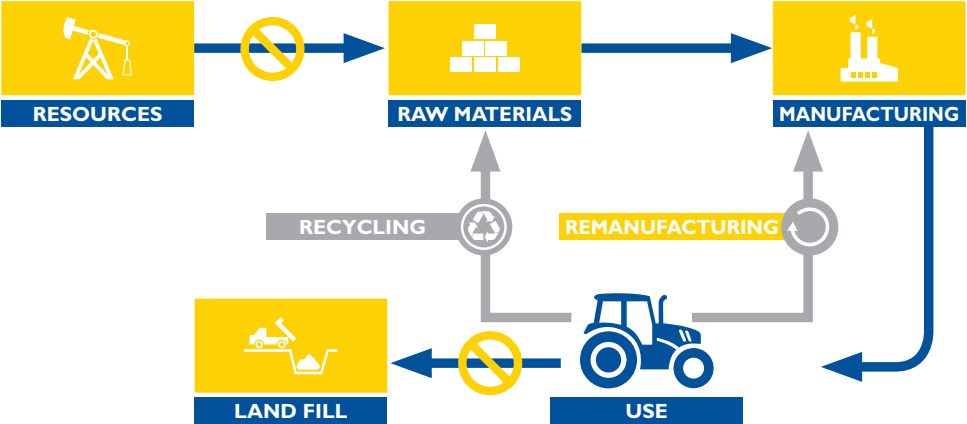 RESOURCES
RAW MATERIALS
MANUFACTURING
RECYCLING
REMANUFACTURING
LAND FILL
USE